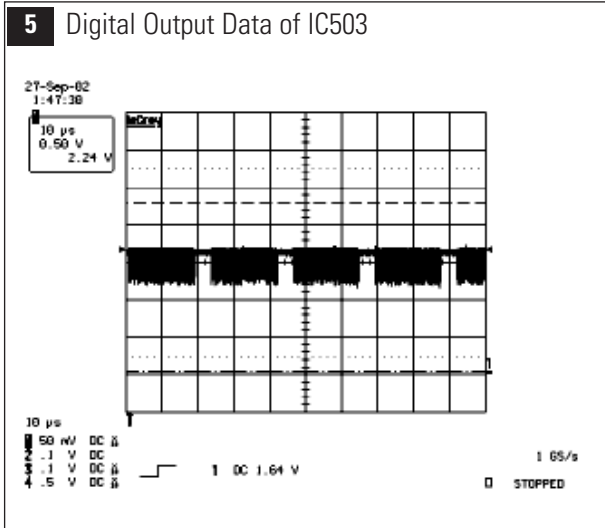 5 Digital Output Data of IC503
27-Sep-02
1:47:38
10 µs
0.50 V
2.24 V
LeCroy
1
10 µs
1 50 mV DC
2 .1 V DC
3 .1 V DC
4 .5 V DC
1 DC 1.64 V
1 GS/s
STOPPED